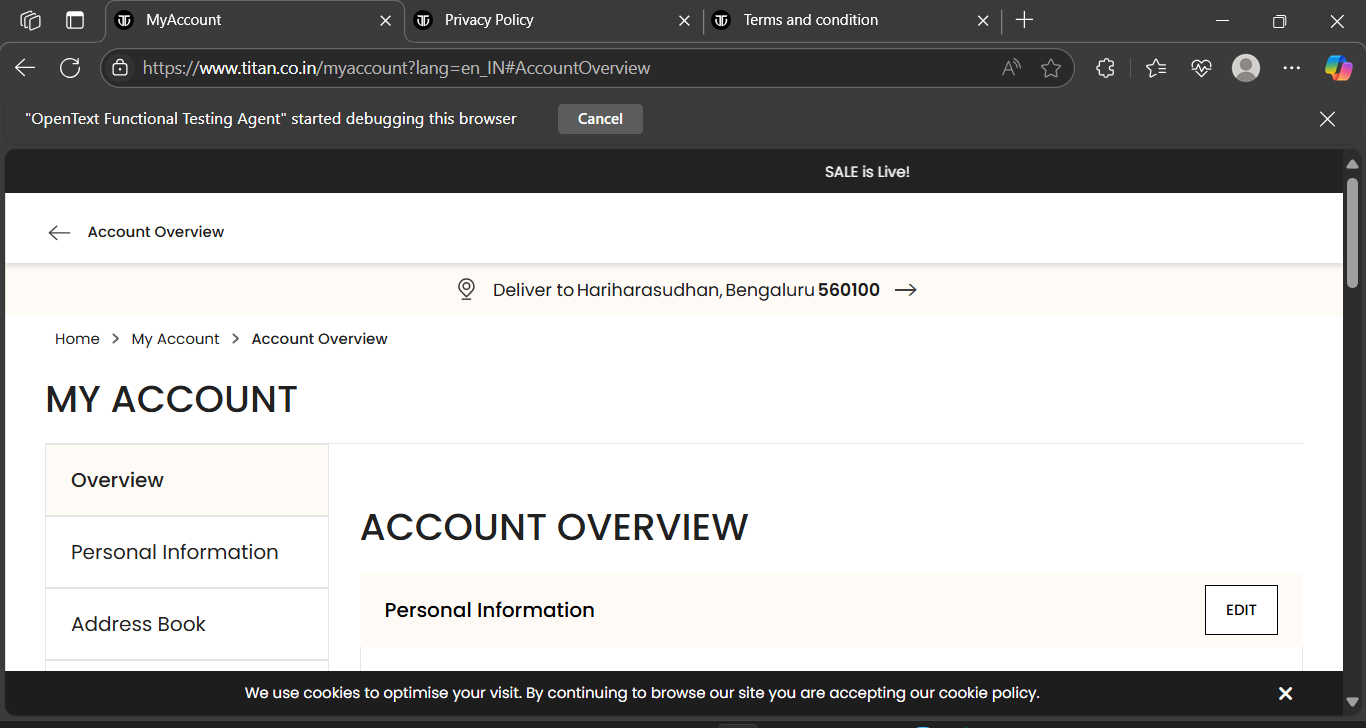 MyAccount
Privacy Policy
Terms and condition
https://www.titan.co.in/myaccount?lang=en_IN#AccountOverview
"OpenText Functional Testing Agent" started debugging this browser
Cancel
SALE is Live!
Account Overview
Deliver to Hariharasudhan, Bengaluru 560100
Home > My Account > Account Overview
MY ACCOUNT
Overview
Personal Information
Address Book
ACCOUNT OVERVIEW
Personal Information
EDIT
We use cookies to optimise your visit. By continuing to browse our site you are accepting our cookie policy.